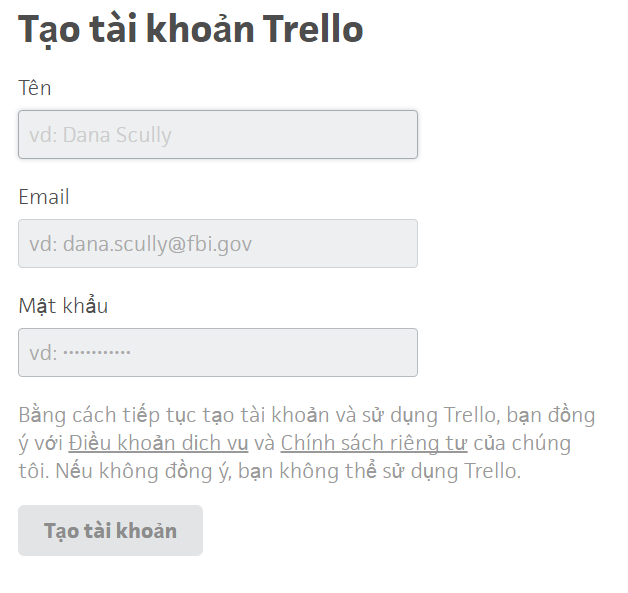 Tạo tài khoản Trello
Tên
vd: Dana Scully
Email
vd: dana.scully@fbi.gov
Mật khẩu
vd: ••••••••••••
Bằng cách tiếp tục tạo tài khoản và sử dụng Trello, bạn đồng
ý với Điều khoản dịch vụ và Chính sách riêng tư của chúng
tôi. Nếu không đồng ý, bạn không thể sử dụng Trello.
Tạo tài khoản